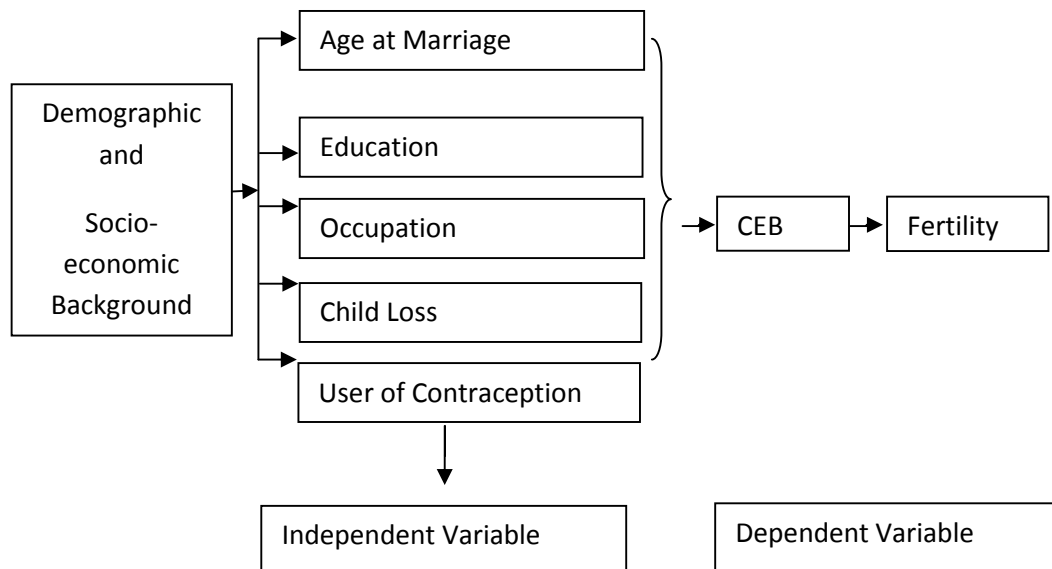 Demographic
and
Socio-
economic
Background
Age at Marriage
Education
Occupation
Child Loss
User of Contraception
CEB
Fertility
Independent Variable
Dependent Variable